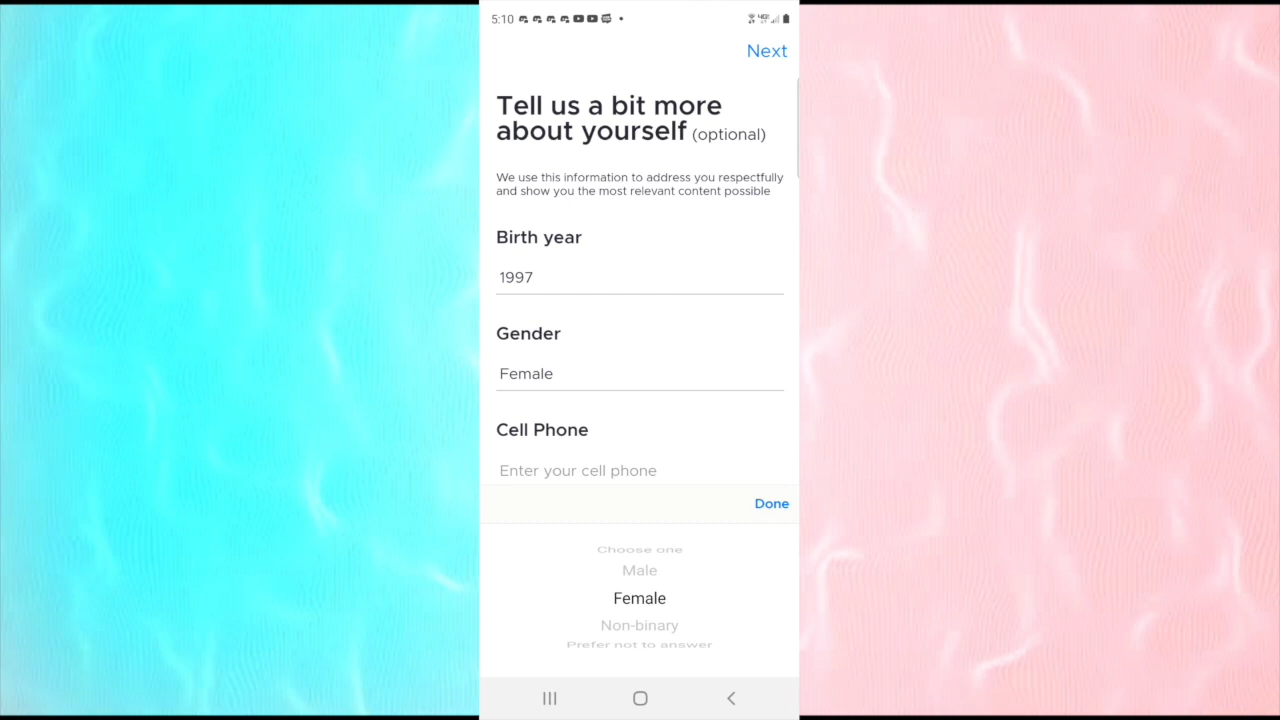 5:10
Next
Tell us a bit more
about yourself (optional)
We use this information to address you respectfully
and show you the most relevant content possible
Birth year
1997
Gender
Female
Cell Phone
Enter your cell phone
Done
Choose one
Male
Female
Non-binary
Prefer not to answer